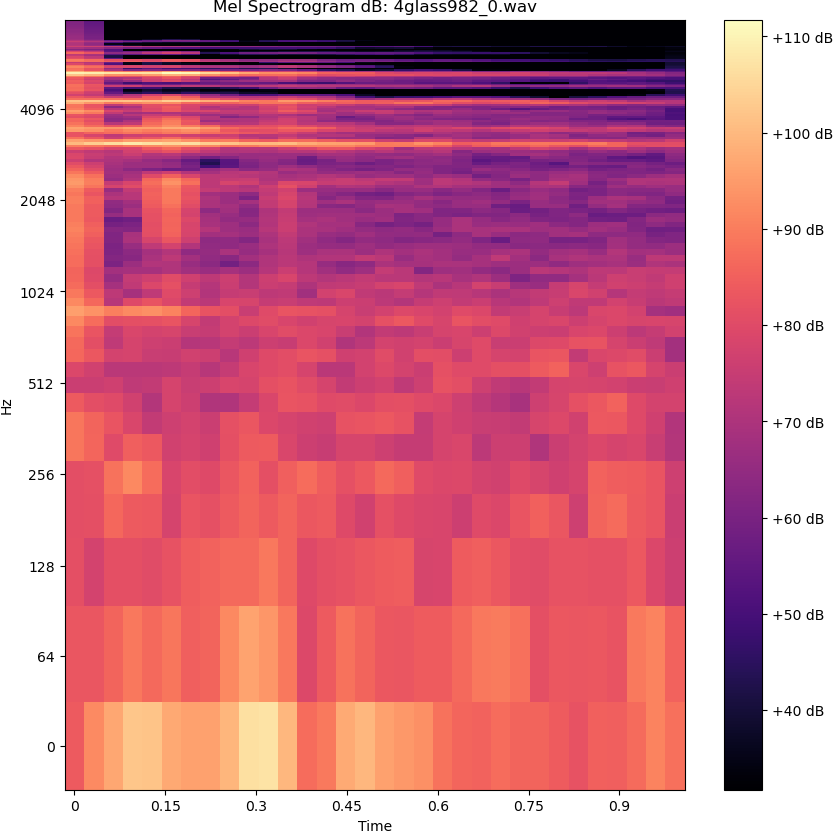 Mel Spectrogram dB: 4glass982_0.wav
+110 dB
4096
+100 dB
2048
+90 dB
1024
+80 dB
512
Hz
+70 dB
256
+60 dB
128
+50 dB
64
+40 dB
0
0 0.15 0.3 0.45 0.6 0.75 0.9
Time